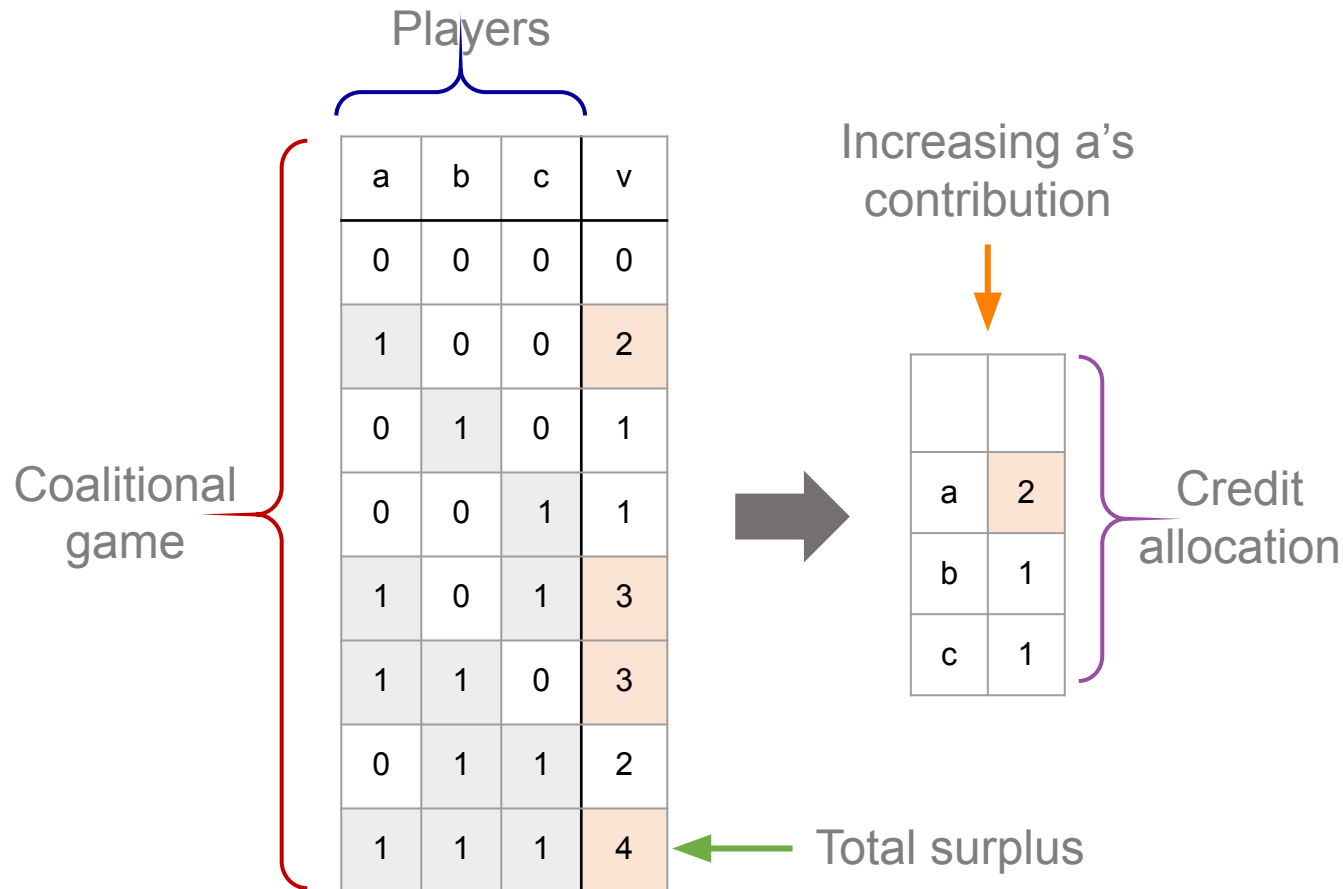 Players
Increasing a's
contribution
a b c v
0 0 0 0
1 0 0 2
0 1 0 1
0 0 1 1
1 0 1 3
1 1 0 3
0 1 1 2
1 1 1 4
Coalitional
game
a 2
b 1
c 1
Credit
allocation
Total surplus